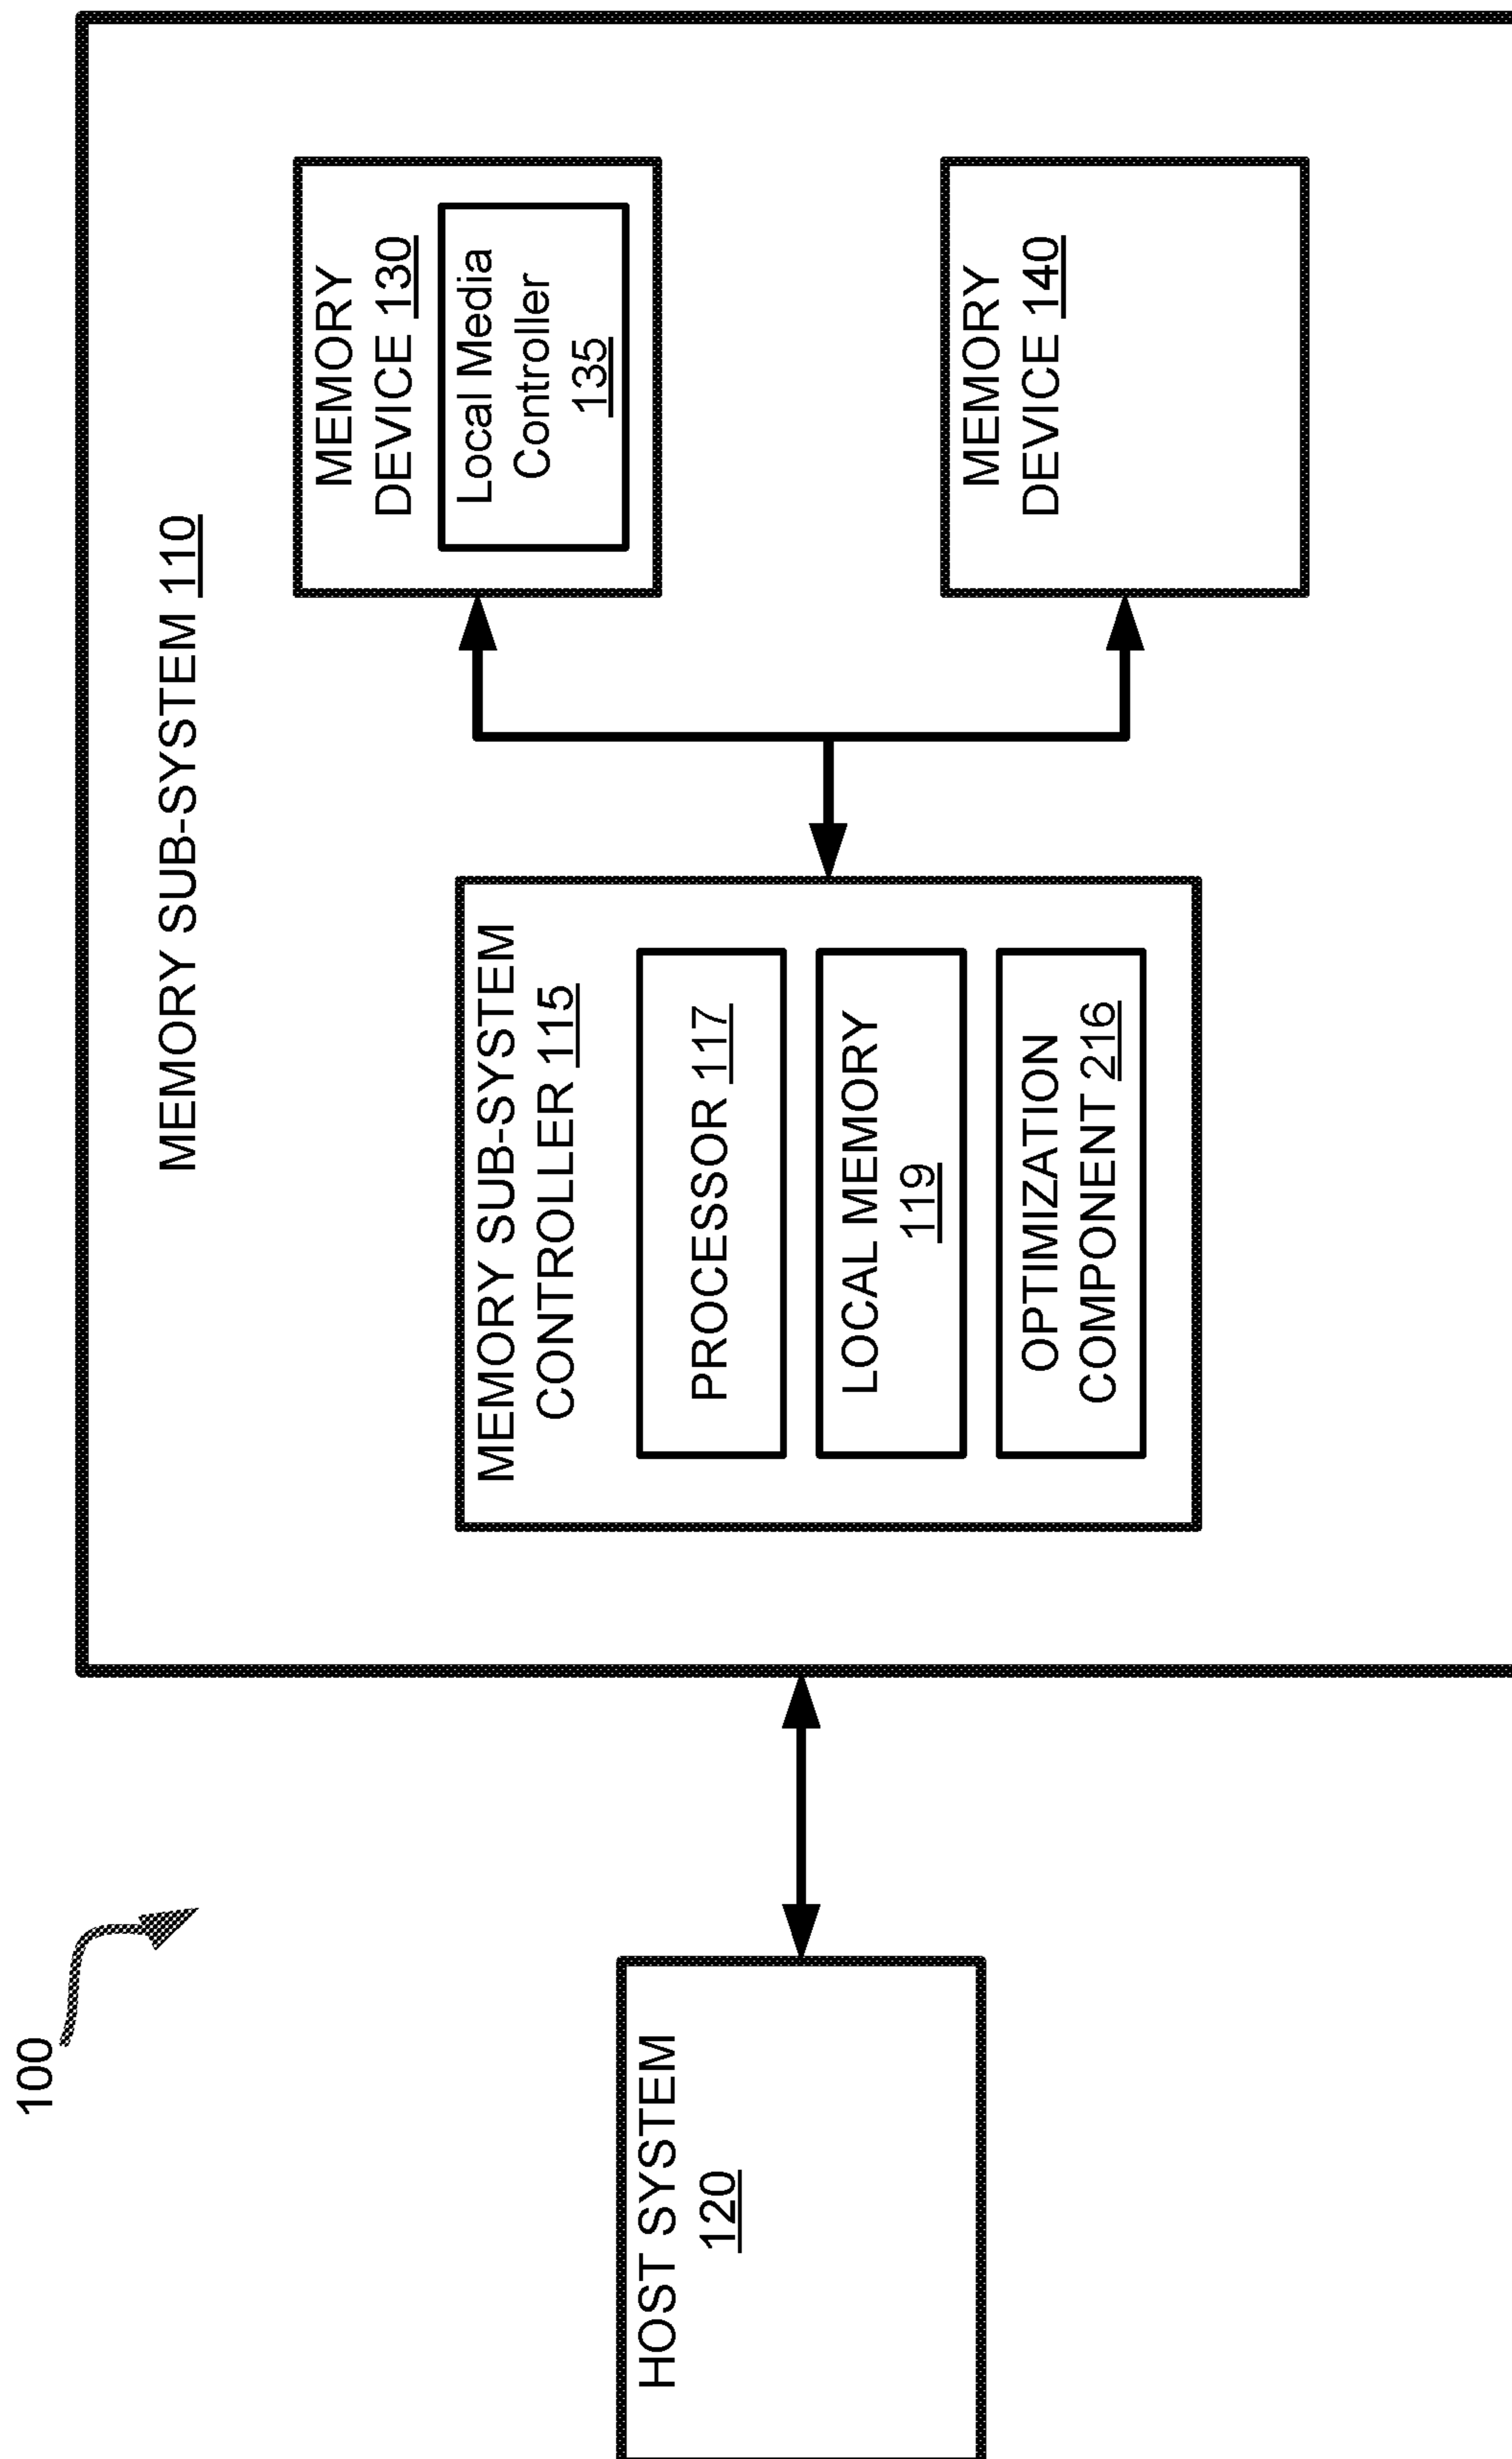 100
MEMORY SUB-SYSTEM 110
HOST SYSTEM
120
MEMORY SUB-SYSTEM
CONTROLLER 115
PROCESSOR 117
LOCAL MEMORY
119
OPTIMIZATION
COMPONENT 216
MEMORY
DEVICE 130
Local Media
Controller
135
MEMORY
DEVICE 140